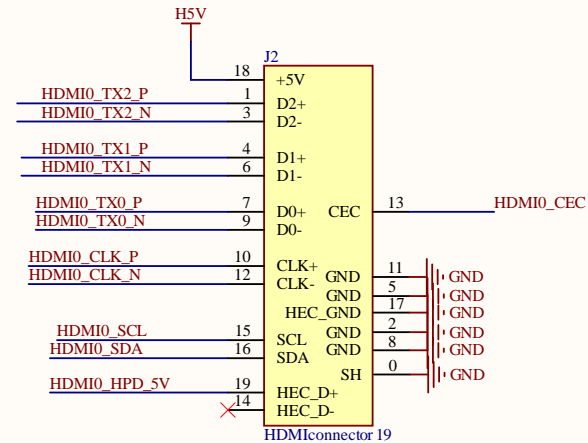 H5V
J2
18 +5V
HDMI0_TX2_P 1 D2+
HDMI0_TX2_N 3 D2-
HDMI0_TX1_P 4 D1+
HDMI0_TX1_N 6 D1-
HDMI0_TX0_P 7 D0+ CEC 13 HDMI0_CEC
HDMI0_TX0_N 9 D0-
HDMI0_CLK_P 10 CLK+
HDMI0_CLK_N 12 CLK-
GND 11 GND
GND 5 GND
HEC_GND 17 GND
GND 2 GND
GND 8 GND
SH 0 GND
HDMI0_SCL 15 SCL
HDMI0_SDA 16 SDA
HDMI0_HPD_5V 19 HEC_D+
14 HEC_D-
HDMIconnector 19